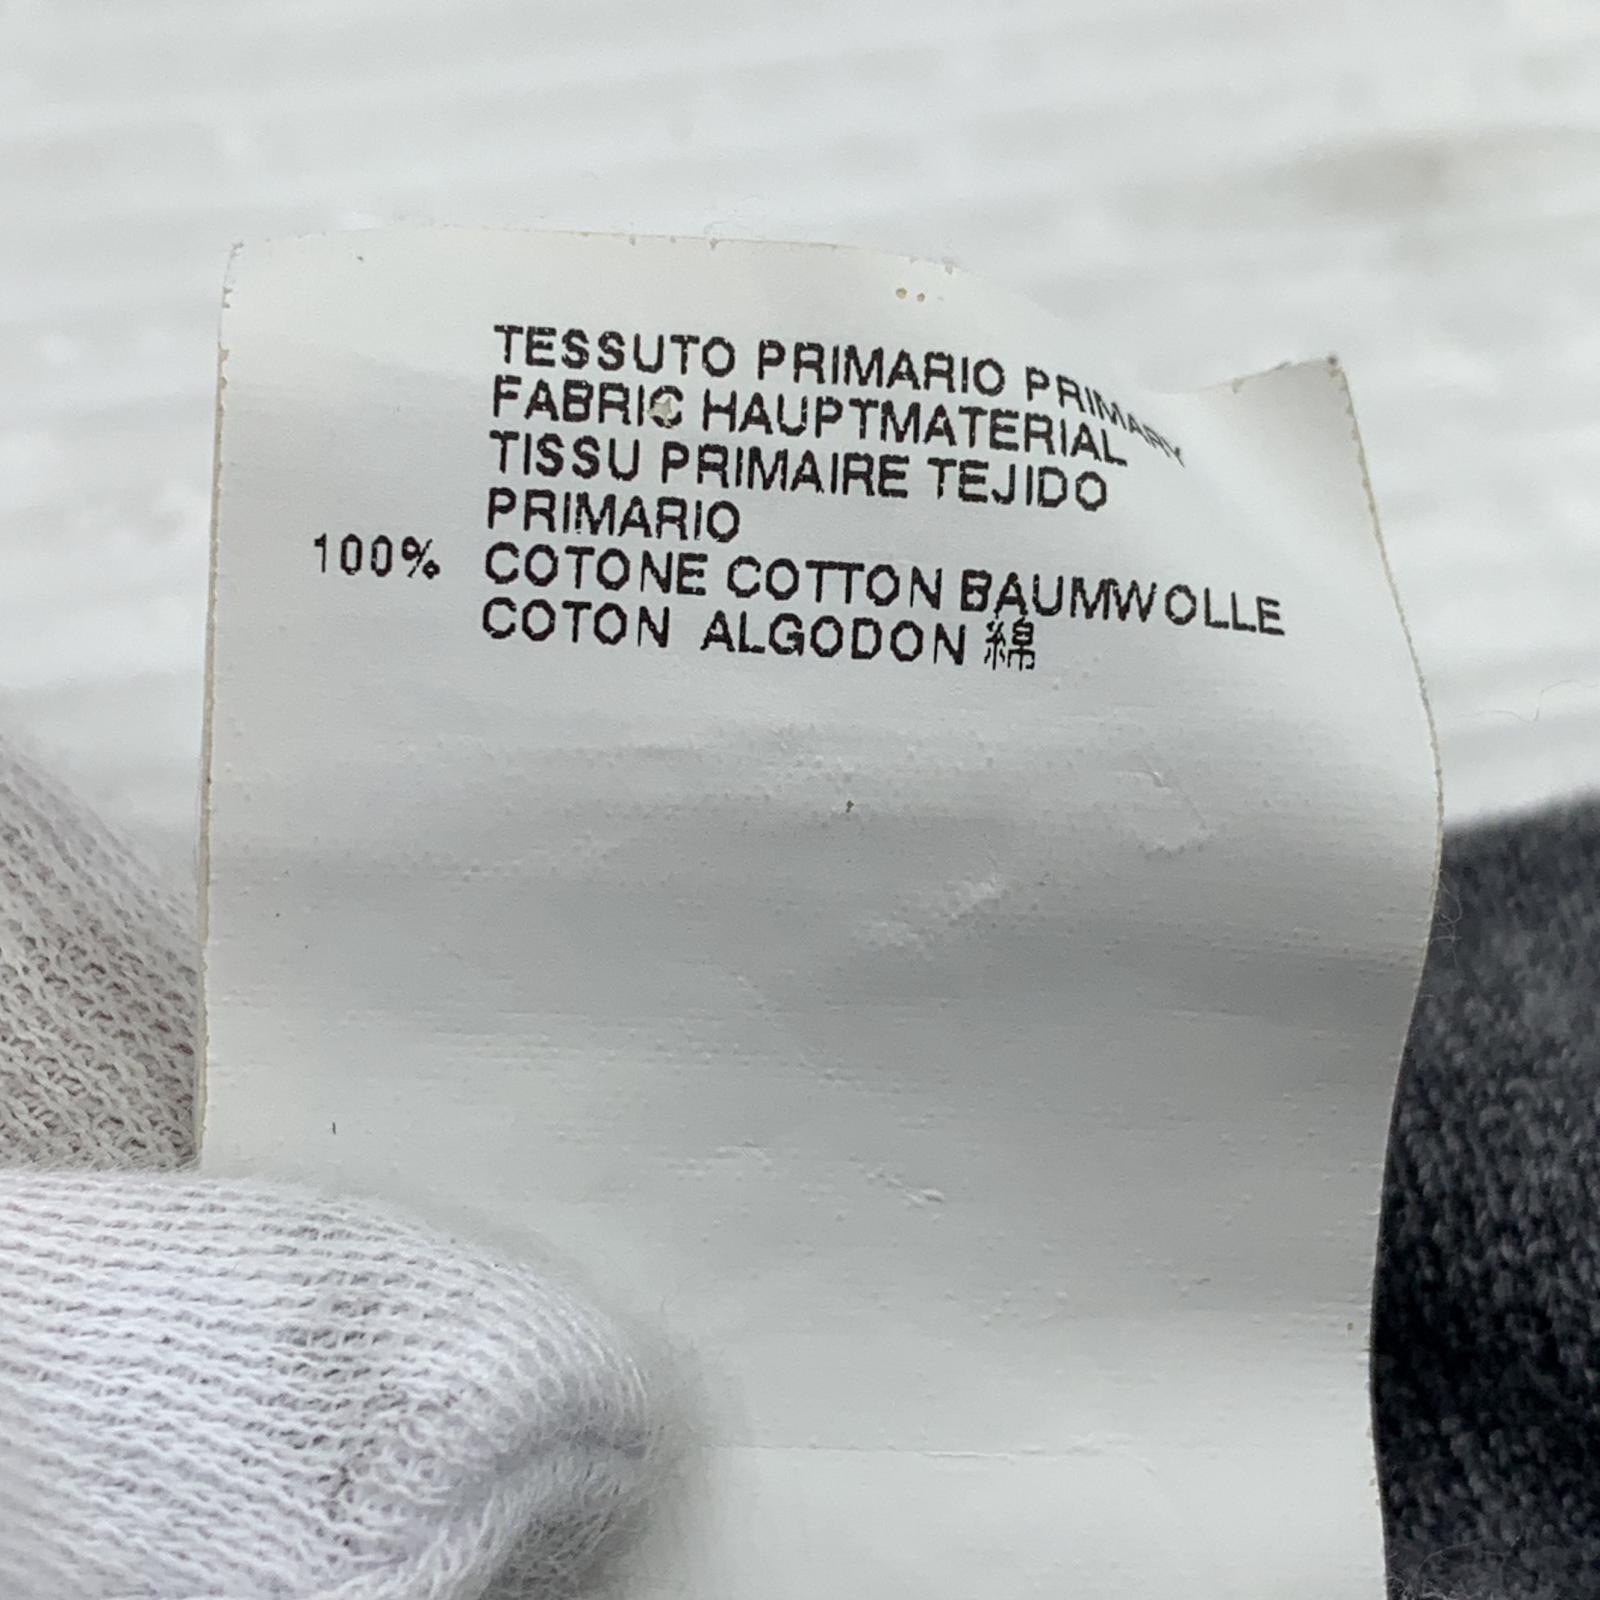 TESSUTO PRIMARIO PRIMARY
FABRIC HAUPTMATERIAL
TISSU PRIMAIRE TEJIDO
PRIMARIO
100% COTONE COTTON BAUMWOLLE
COTON ALGODON 綿